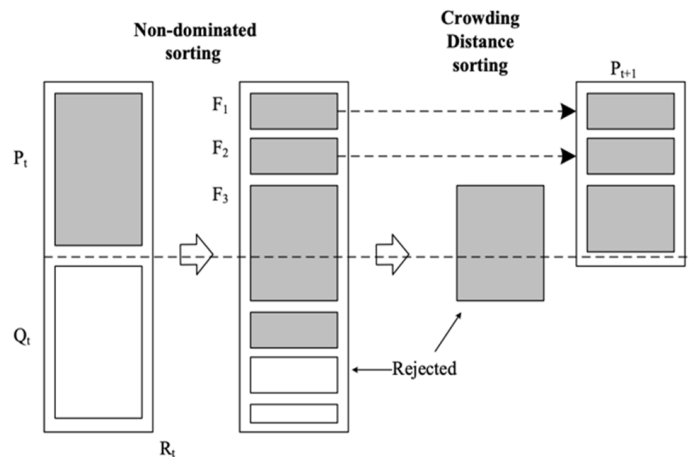 Non-dominated
sorting
Crowding
Distance
sorting
Pt+1
Pt
F1
F2
F3
Qt
Rejected
Rt